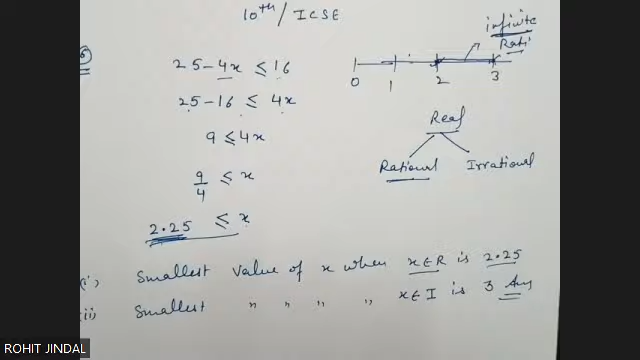 10th / ICSE
25-4x ≤ 16
25-16 ≤ 4x
9 ≤ 4x
9/4 ≤ x
2.25 ≤ x
infinite
Rati
0 1 2 3
Real
Rational Irrational
(i) Smallest value of x when x∈R is 2.25
(ii) Smallest " " " " x∈I is 3 Ans
ROHIT JINDAL